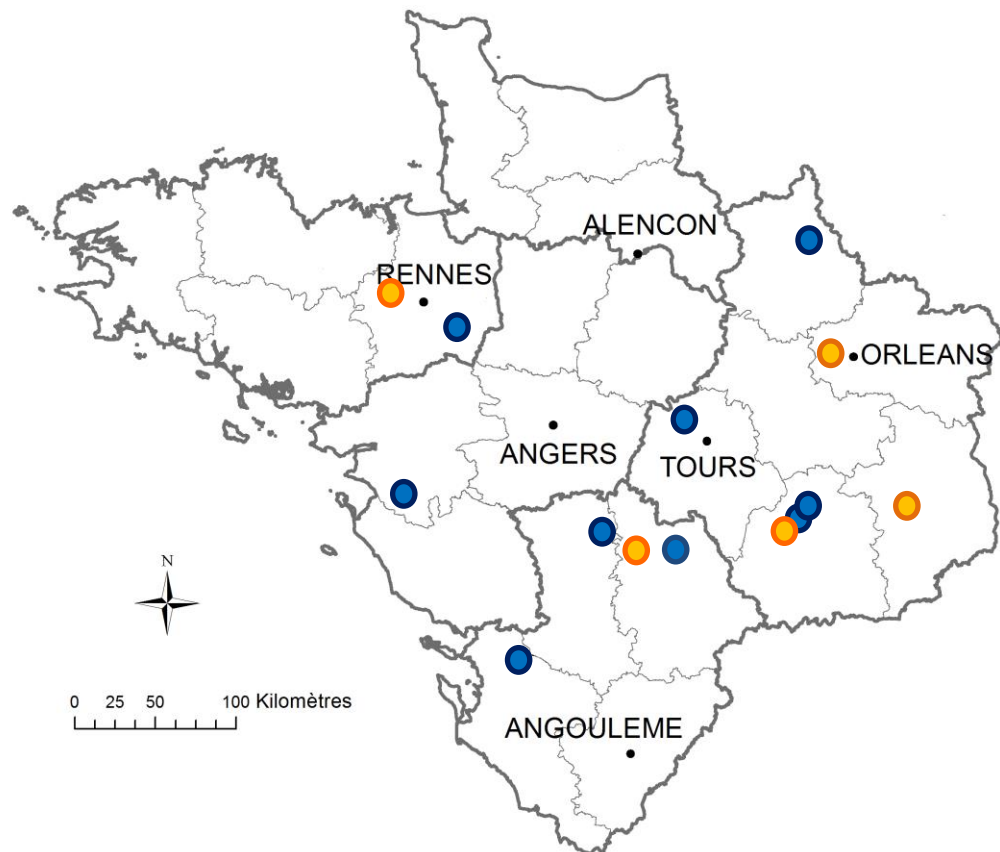 ALENCON
RENNES
ORLEANS
ANGERS
TOURS
N
0 25 50 100 Kilomètres
ANGOULEME